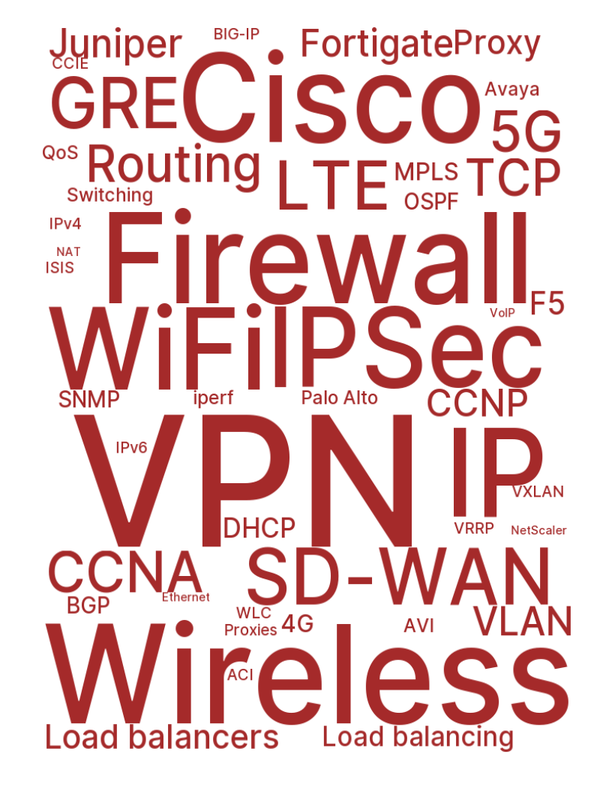 Juniper
BIG-IP
Fortigate
Proxy
CCIE
Cisco
GRE
Avaya
5G
QoS
Routing
LTE
MPLS
TCP
Switching
OSPF
IPv4
Firewall
NAT
ISIS
VoIP
F5
WiFi
IPSec
SNMP
iperf
Palo Alto
CCNP
VPN
IP
IPv6
VXLAN
DHCP
VRRP
NetScaler
CCNA
SD-WAN
Ethernet
BGP
WLC
Proxies
4G
AVI
VLAN
Wireless
ACI
Load balancers
Load balancing